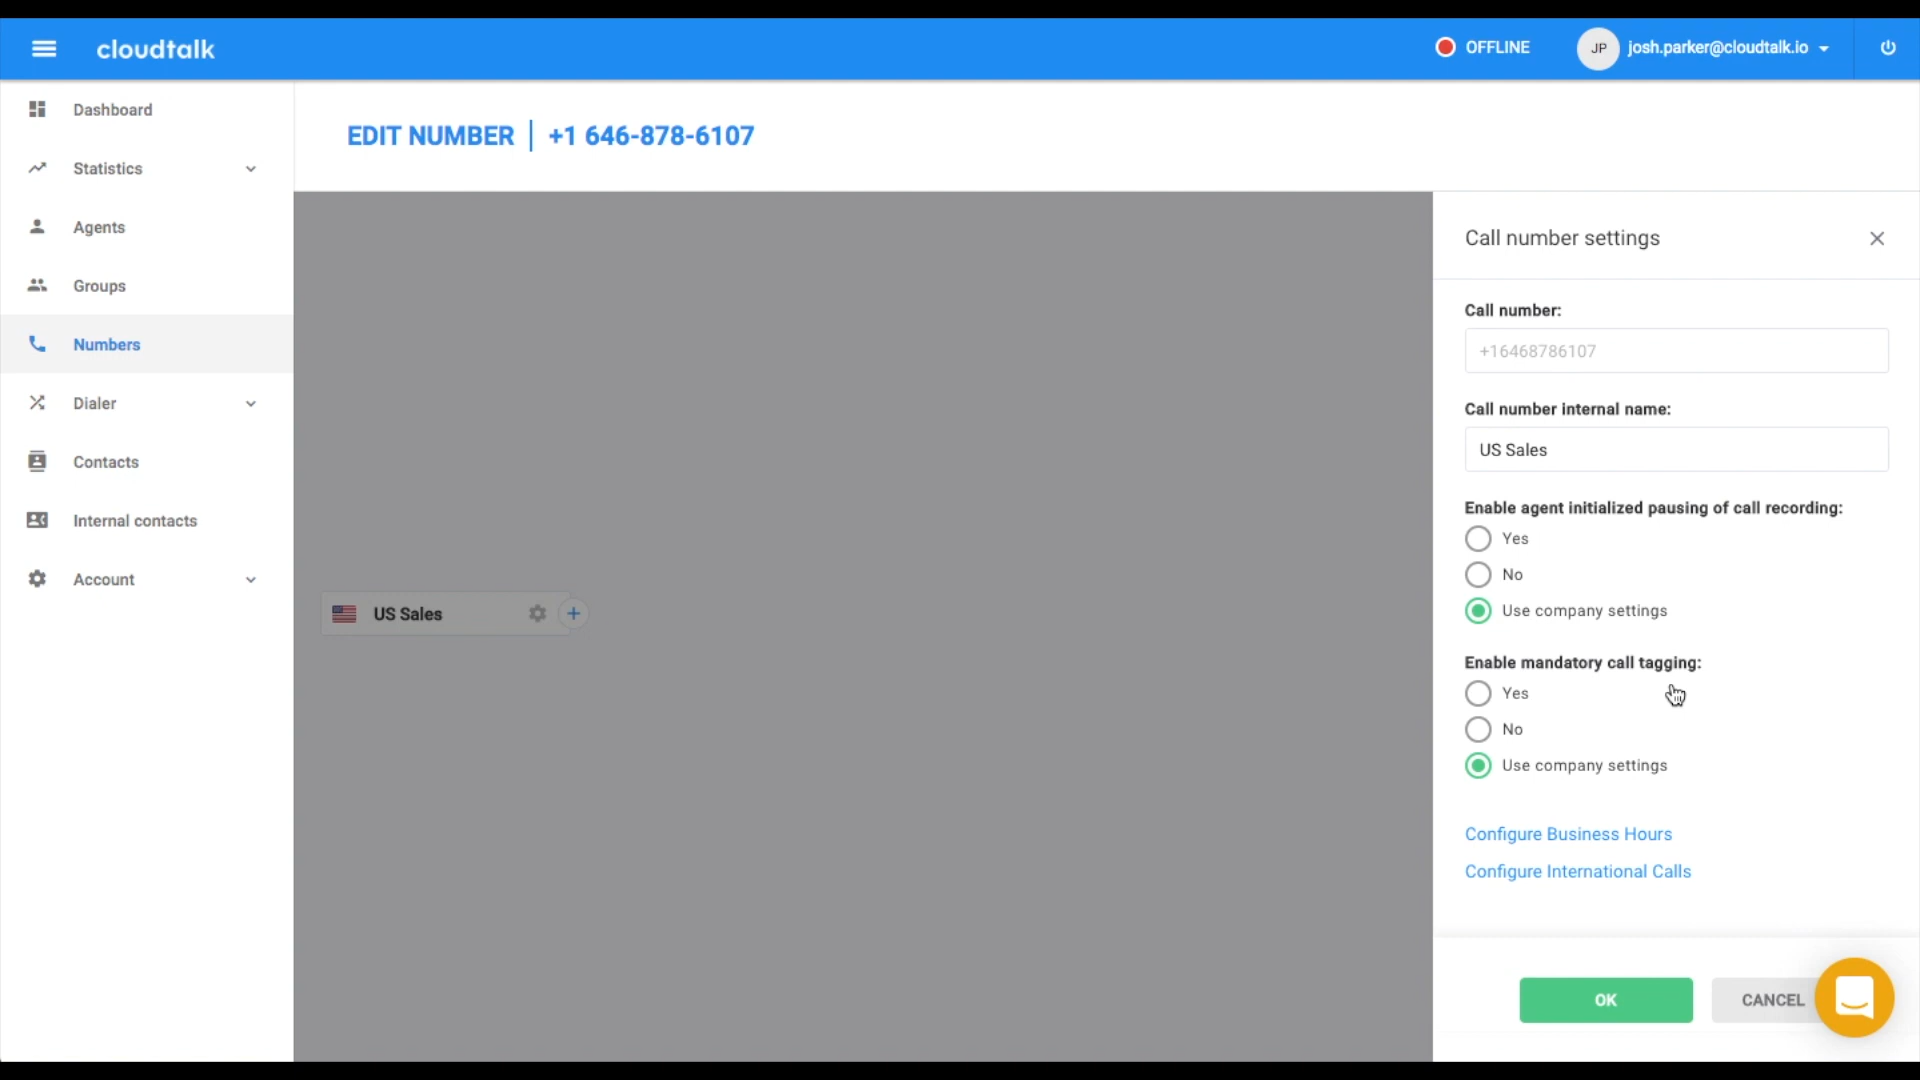 cloudtalk
OFFLINE
JP
josh.parker@cloudtalk.io
Dashboard
Statistics
Agents
Groups
Numbers
Dialer
Contacts
Internal contacts
Account
EDIT NUMBER | +1 646-878-6107
US Sales
Call number settings
Call number:
+16468786107
Call number internal name:
US Sales
Enable agent initialized pausing of call recording:
Yes
No
Use company settings
Enable mandatory call tagging:
Yes
No
Use company settings
Configure Business Hours
Configure International Calls
OK
CANCEL